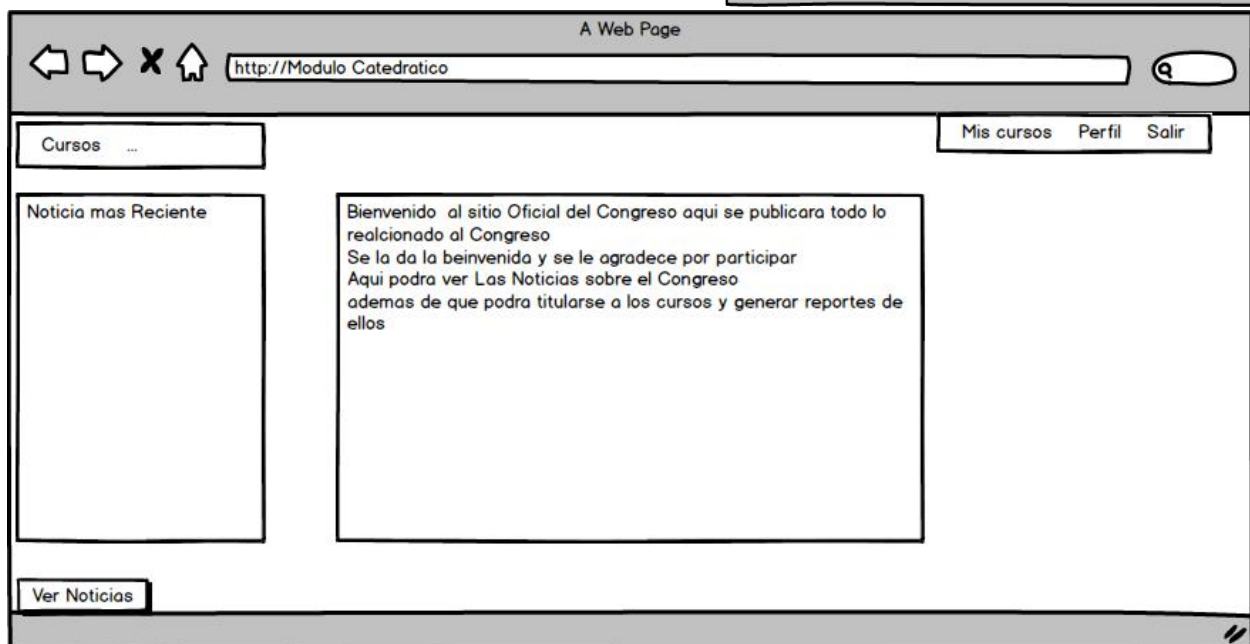 A Web Page
http://Modulo Catedratico
Cursos ...
Mis cursos Perfil Salir
Noticia mas Reciente
Bienvenido al sitio Oficial del Congreso aqui se publicara todo lo
realcionado al Congreso
Se la da la beinvenida y se le agradece por participar
Aqui podra ver Las Noticias sobre el Congreso
ademas de que podra titularse a los cursos y generar reportes de
ellos
Ver Noticias